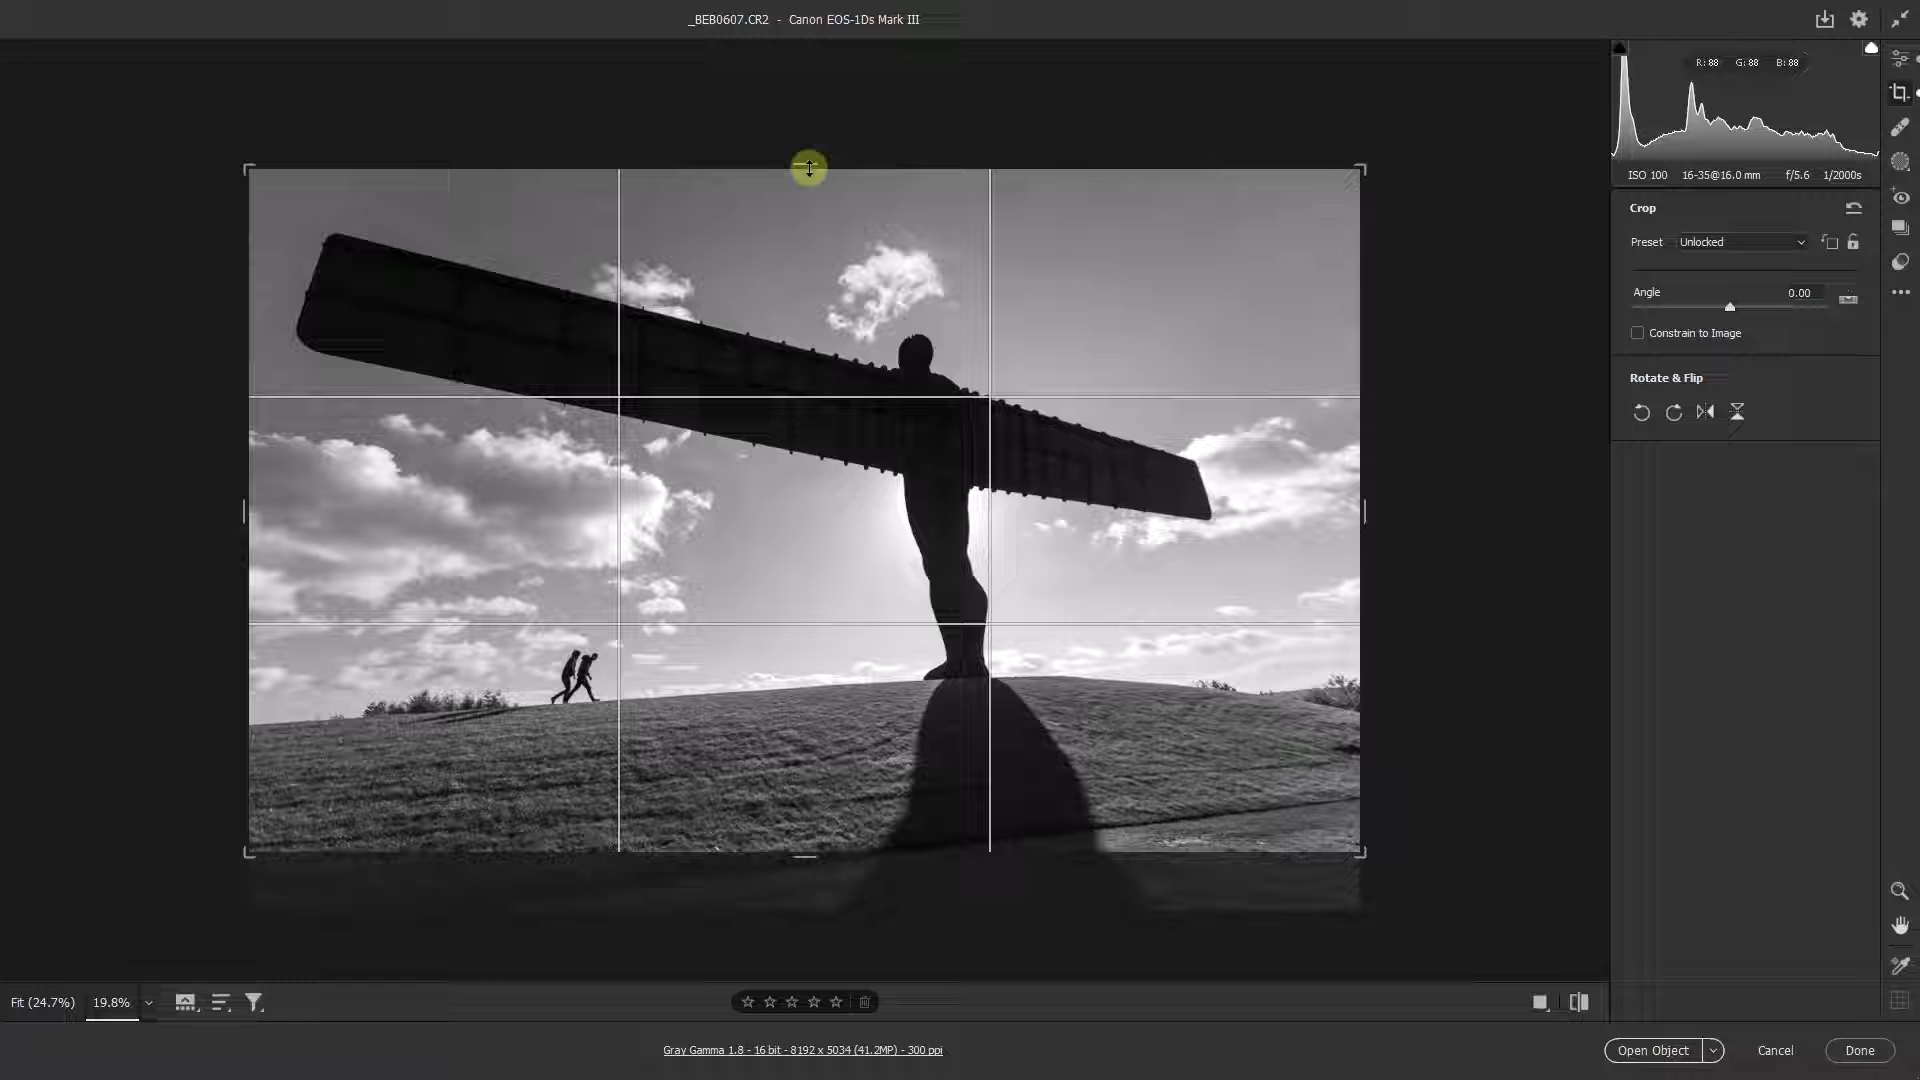 _BEB0607.CR2 - Canon EOS-1Ds Mark III
R: 88 G: 88 B: 88
ISO 100 16-35@16.0 mm f/5.6 1/2000s
Crop
Preset Unlocked
Angle 0.00
Constrain to Image
Rotate & Flip
Fit (24.7%) 19.8%
Gray Gamma 1.8 - 16 bit - 8192 x 5034 (41.2MP) - 300 ppi
Open Object Cancel Done